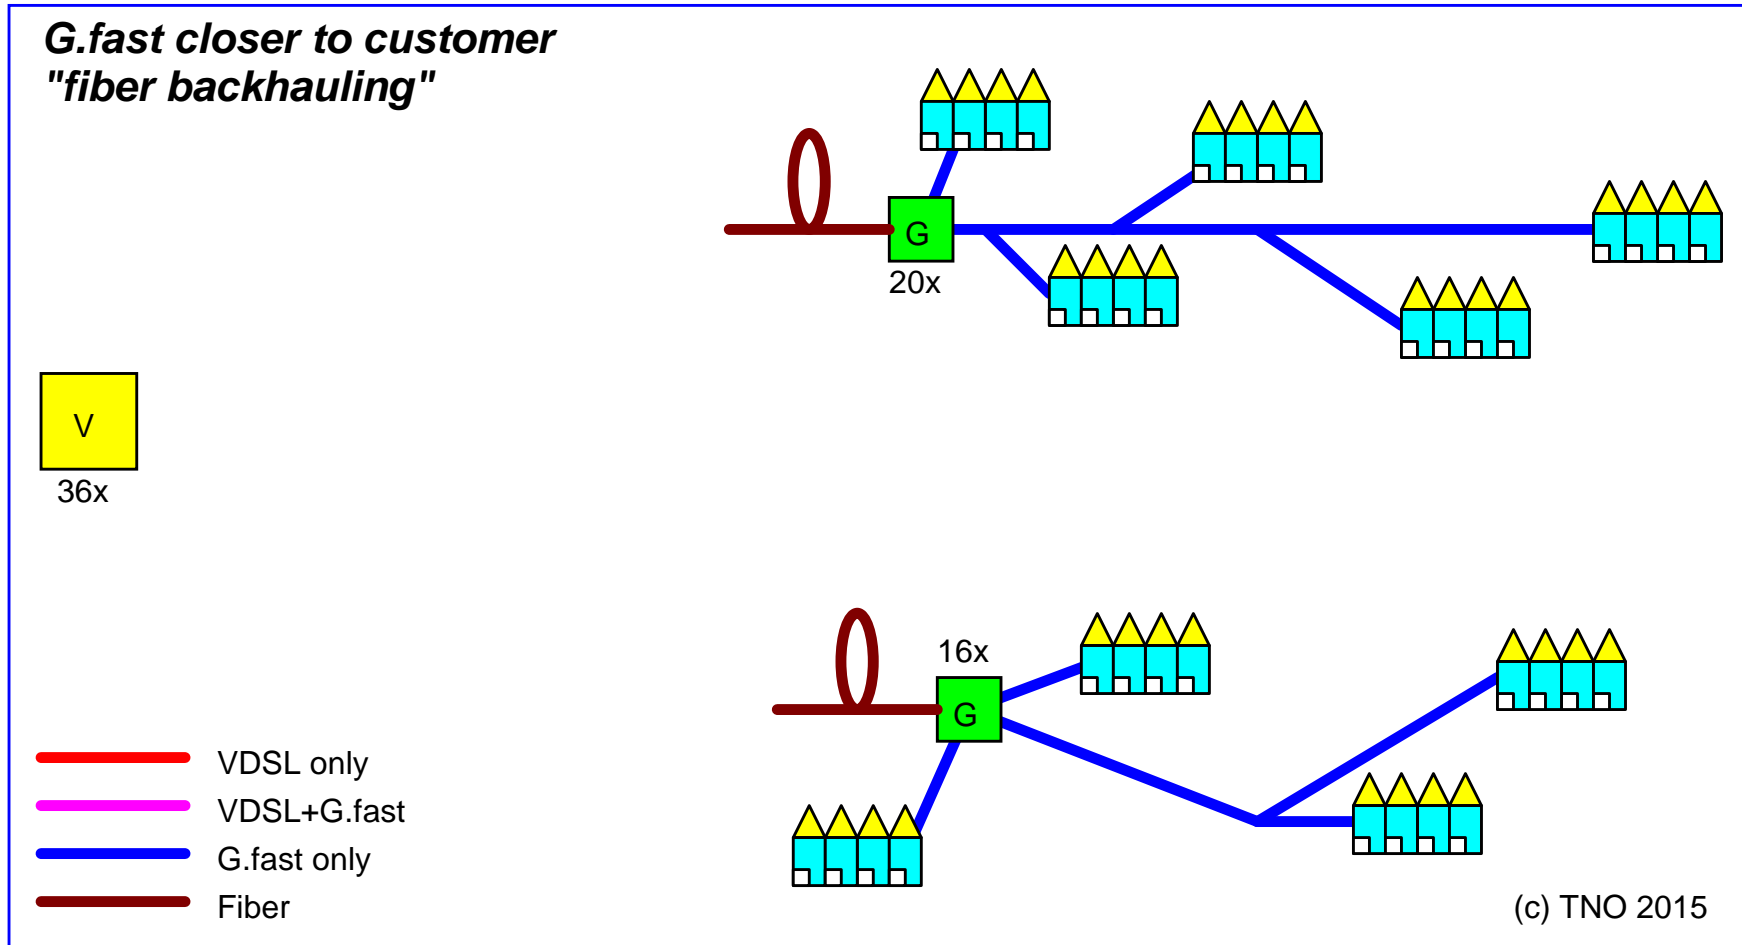 G.fast closer to customer
"fiber backhauling"
G
20x
V
36x
16x
G
VDSL only
VDSL+G.fast
G.fast only
Fiber
(c) TNO 2015